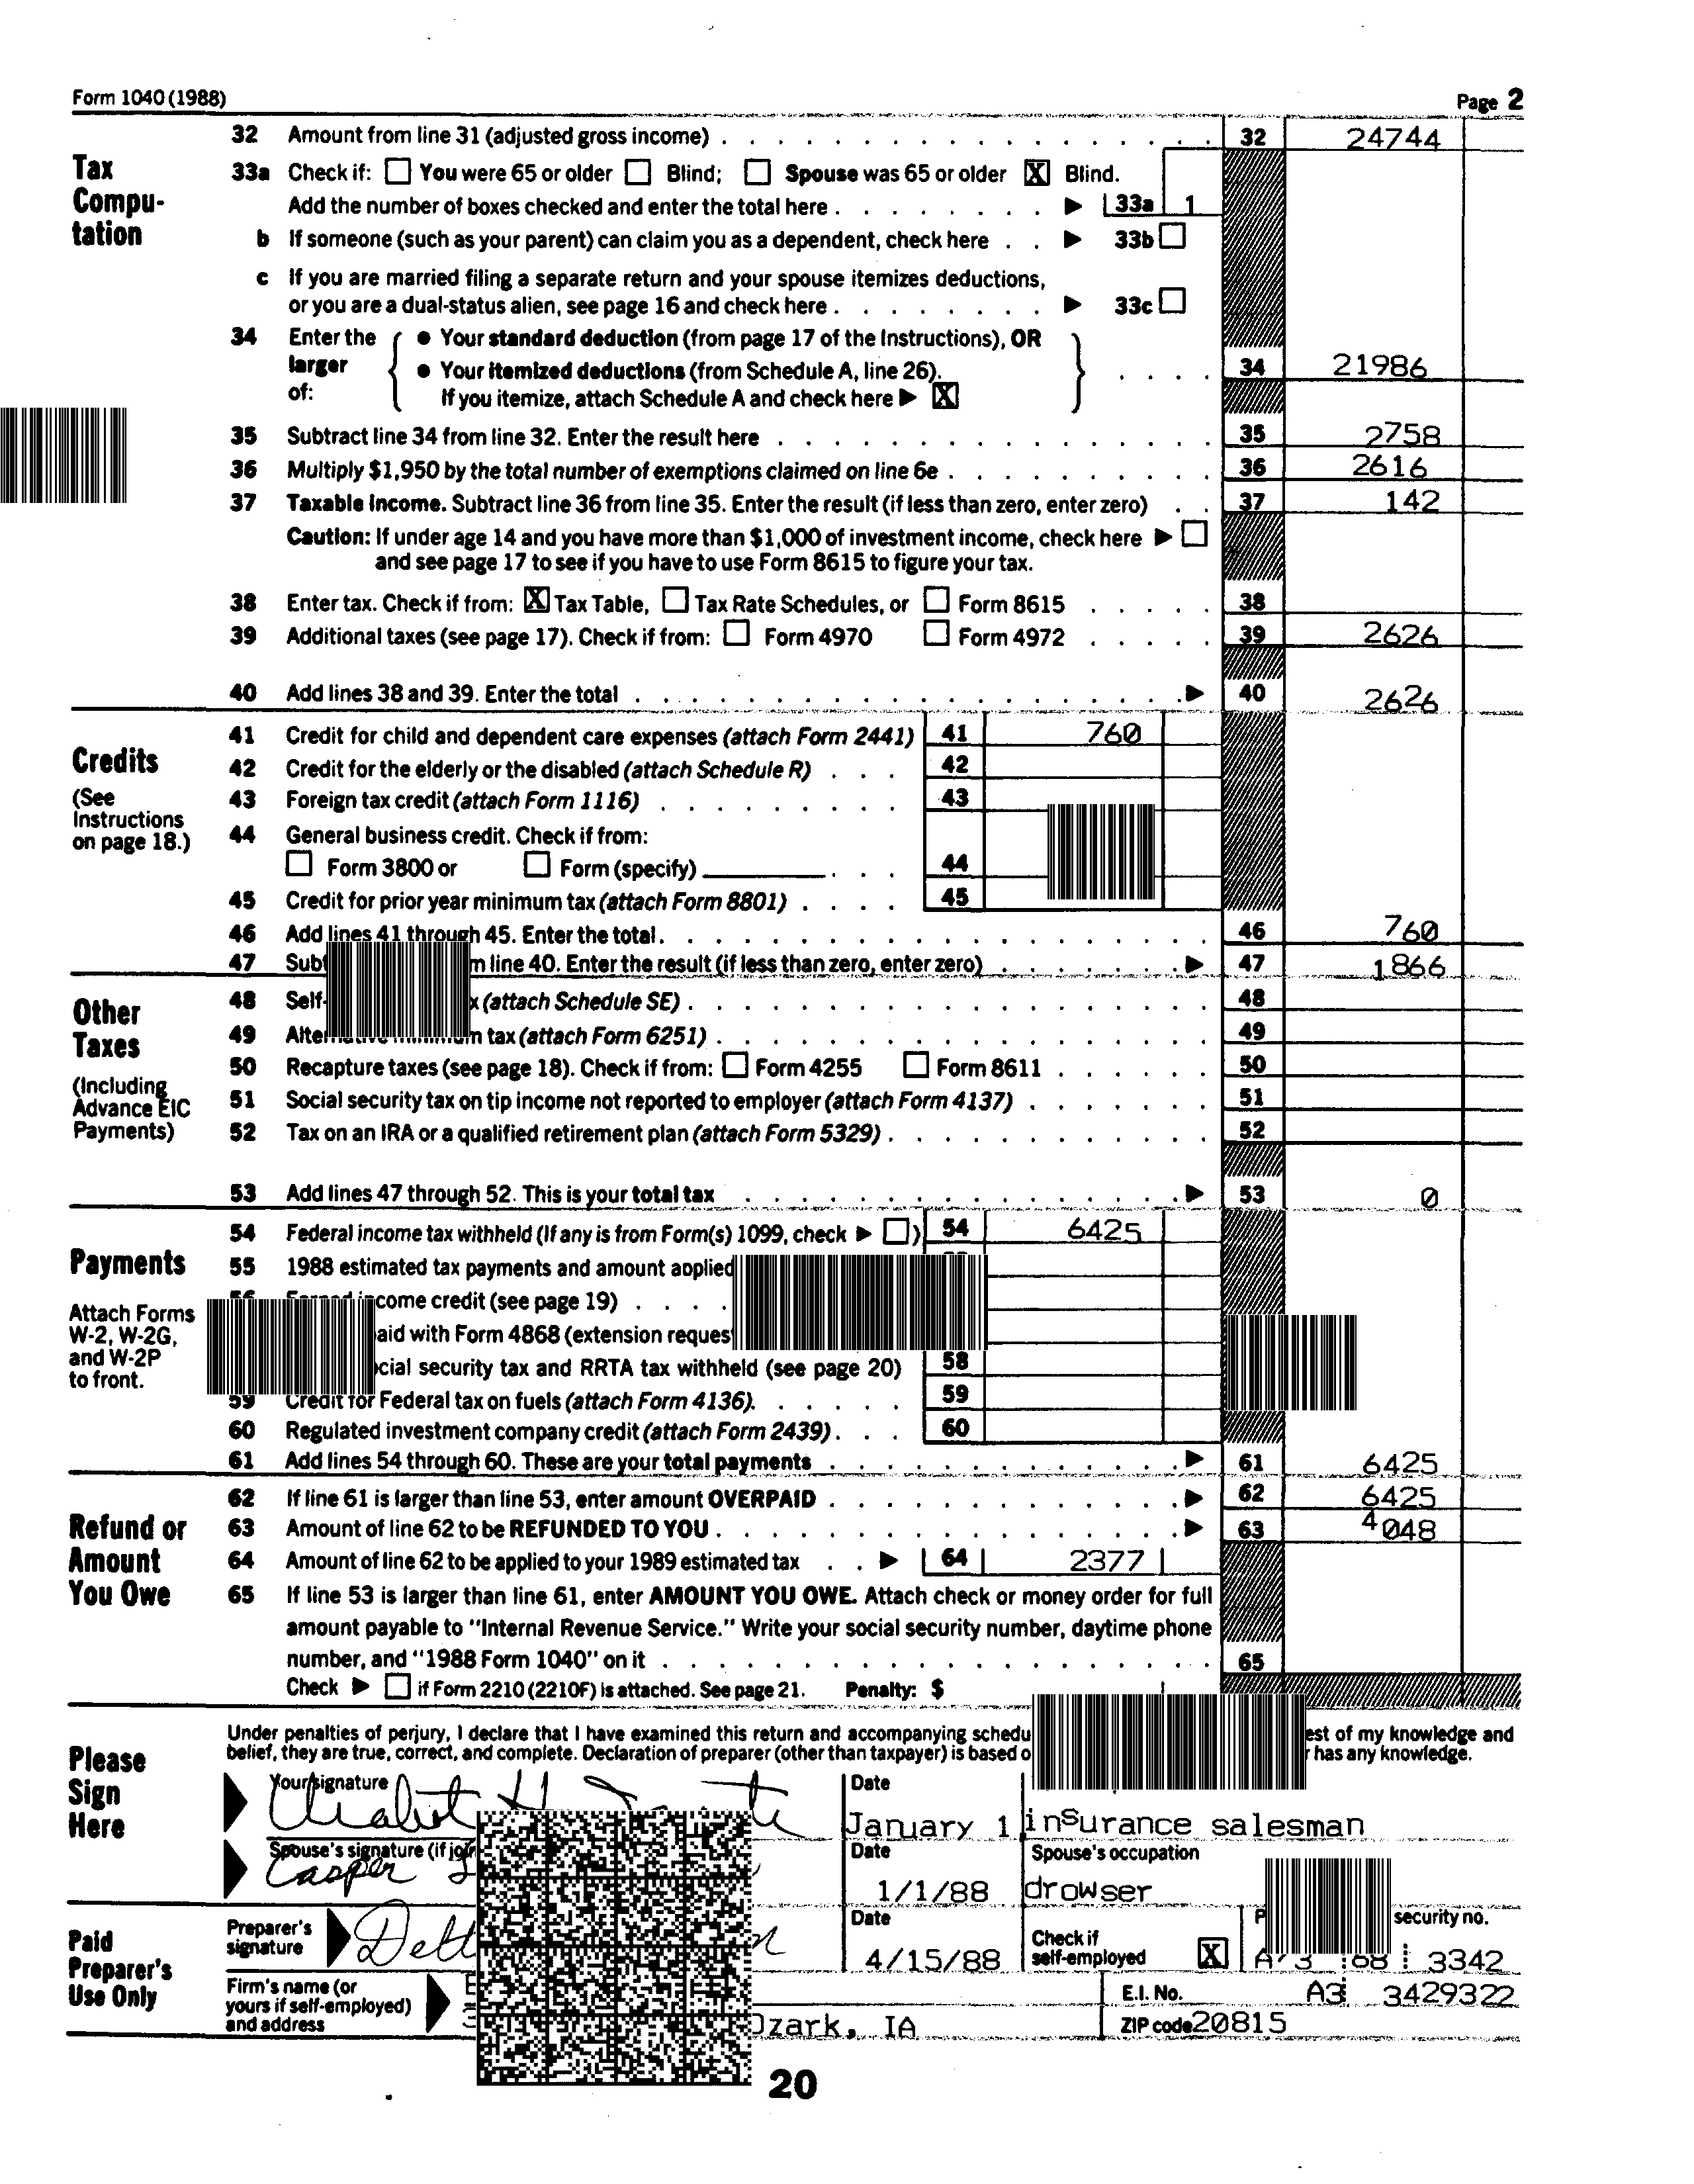 Form 1040 (1988) Page 2
Tax Compu-tation
32 Amount from line 31 (adjusted gross income) 32 24744
33a Check if: You were 65 or older Blind; Spouse was 65 or older X Blind.
Add the number of boxes checked and enter the total here 33a 1
b If someone (such as your parent) can claim you as a dependent, check here 33b
c If you are married filing a separate return and your spouse itemizes deductions,
or you are a dual-status alien, see page 16 and check here 33c
34 Enter the larger of: • Your standard deduction (from page 17 of the Instructions), OR
• Your itemized deductions (from Schedule A, line 26). 34 21986
If you itemize, attach Schedule A and check here X
35 Subtract line 34 from line 32. Enter the result here 35 2758
36 Multiply $1,950 by the total number of exemptions claimed on line 6e 36 2616
37 Taxable income. Subtract line 36 from line 35. Enter the result (if less than zero, enter zero) 37 142
Caution: If under age 14 and you have more than $1,000 of investment income, check here
and see page 17 to see if you have to use Form 8615 to figure your tax.
38 Enter tax. Check if from: X Tax Table, Tax Rate Schedules, or Form 8615 38
39 Additional taxes (see page 17). Check if from: Form 4970 Form 4972 39 2626
40 Add lines 38 and 39. Enter the total 40 2626
Credits
(See Instructions on page 18.)
41 Credit for child and dependent care expenses (attach Form 2441) 41 760
42 Credit for the elderly or the disabled (attach Schedule R) 42
43 Foreign tax credit (attach Form 1116) 43
44 General business credit. Check if from:
Form 3800 or Form (specify) 44
45 Credit for prior year minimum tax (attach Form 8801) 45
46 Add lines 41 through 45. Enter the total 46 760
47 line 40. Enter the result (if less than zero, enter zero) 47 1866
Other Taxes
(Including Advance EIC Payments)
48 Self- (attach Schedule SE) 48
49 tax (attach Form 6251) 49
50 Recapture taxes (see page 18). Check if from: Form 4255 Form 8611 50
51 Social security tax on tip income not reported to employer (attach Form 4137) 51
52 Tax on an IRA or a qualified retirement plan (attach Form 5329) 52
53 Add lines 47 through 52. This is your total tax 53 0
Payments
Attach Forms W-2, W-2G, and W-2P to front.
54 Federal income tax withheld (If any is from Form(s) 1099, check ) 54 6425
55 1988 estimated tax payments and amount applied
credit (see page 19)
with Form 4868 (extension
security tax and RRTA tax withheld (see page 20) 58
59 Credit for Federal tax on fuels (attach Form 4136) 59
60 Regulated investment company credit (attach Form 2439) 60
61 Add lines 54 through 60. These are your total payments 61 6425
Refund or Amount You Owe
62 If line 61 is larger than line 53, enter amount OVERPAID 62 6425
63 Amount of line 62 to be REFUNDED TO YOU 63 4048
64 Amount of line 62 to be applied to your 1989 estimated tax 64 2377
65 If line 53 is larger than line 61, enter AMOUNT YOU OWE. Attach check or money order for full
amount payable to "Internal Revenue Service." Write your social security number, daytime phone
number, and "1988 Form 1040" on it 65
Check if Form 2210 (2210F) is attached. See page 21. Penalty: $
Please Sign Here
Under penalties of perjury, I declare that I have examined this return and accompanying of my knowledge and
belief, they are true, correct, and complete. Declaration of preparer (other than taxpayer) is based has any knowledge.
Your signature Date
January 1 insurance salesman
Spouse's signature (if Date Spouse's occupation
Casper 1/1/88 drowser
Paid Preparer's Use Only
Preparer's signature Date Check if self-employed X security no.
4/15/88 3342
Firm's name (or yours if self-employed) and address E.I. No. A3 3429322
Ozark, IA ZIP code 20815
20